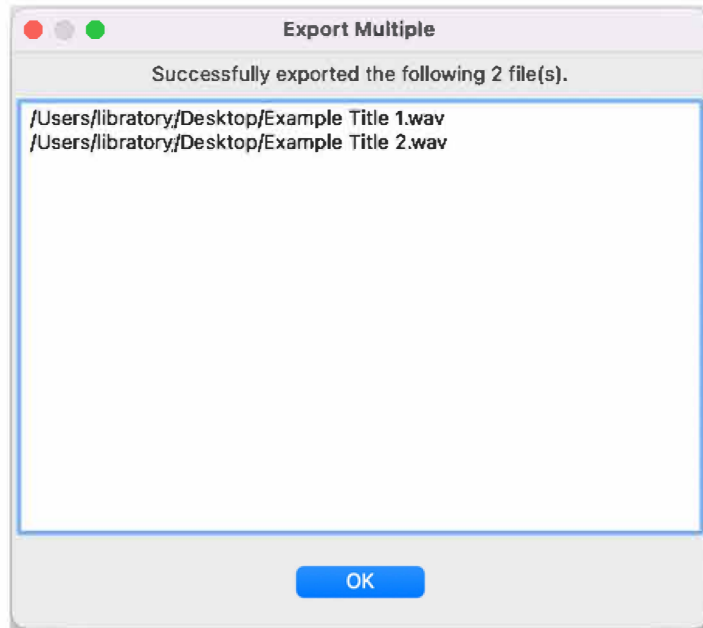 Export Multiple
Successfully exported the following 2 file(s).
/Users/libratory/Desktop/Example Title 1.wav
/Users/libratory/Desktop/Example Title 2.wav
OK